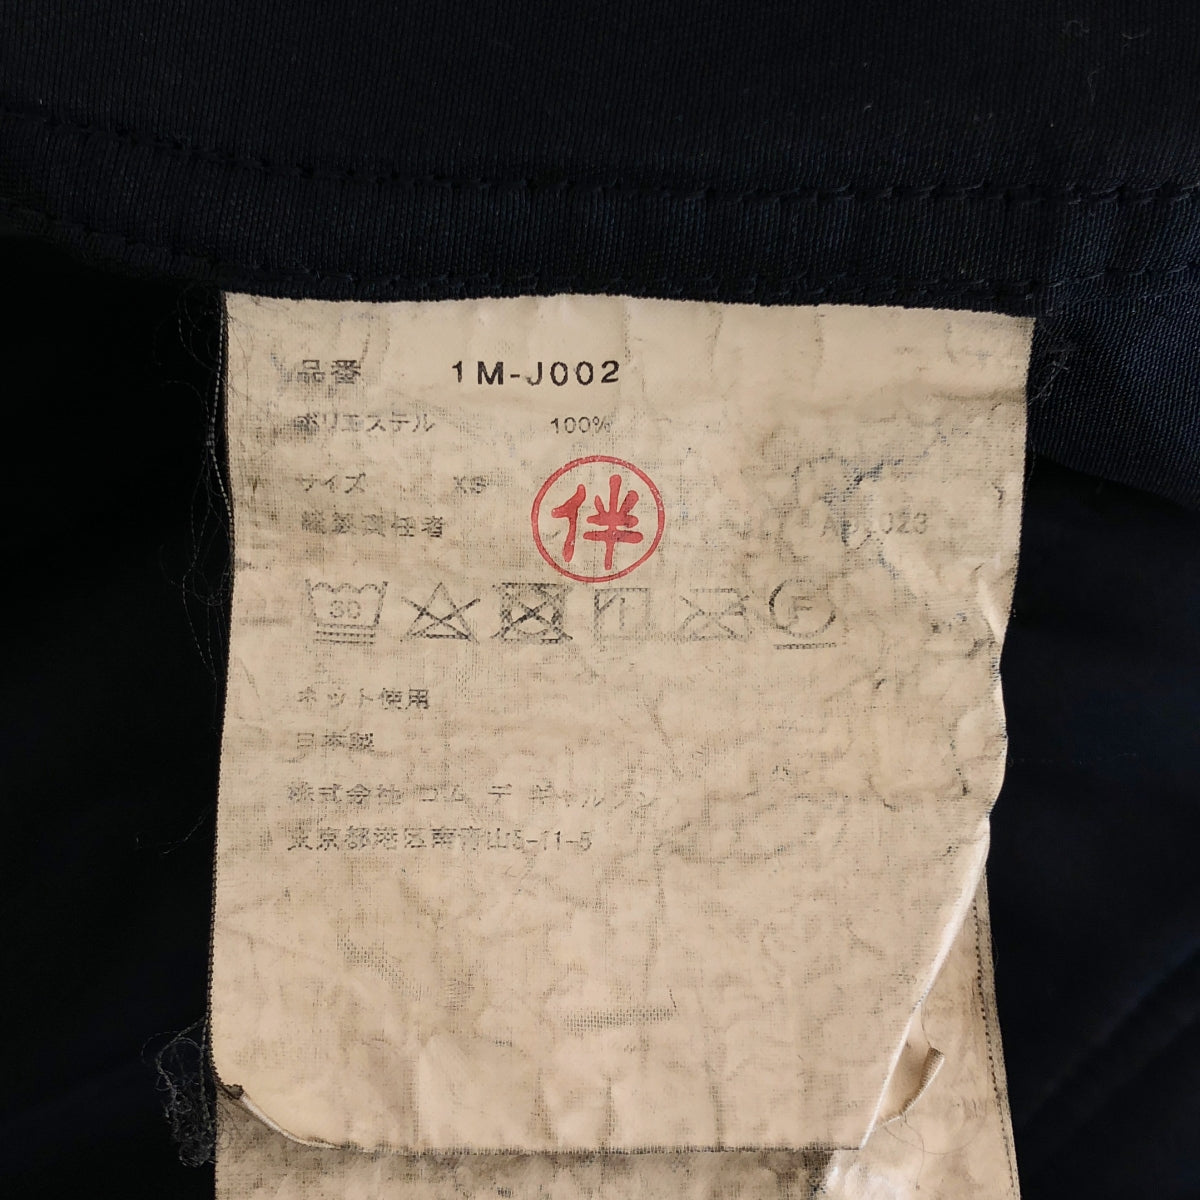 品番 1M-J002
ポリエステル 100%
サイズ XS
縫製責任者 伴
30 F
ネット使用
日本製
株式会社 コム デ ギャルソン
東京都港区南青山5-11-5